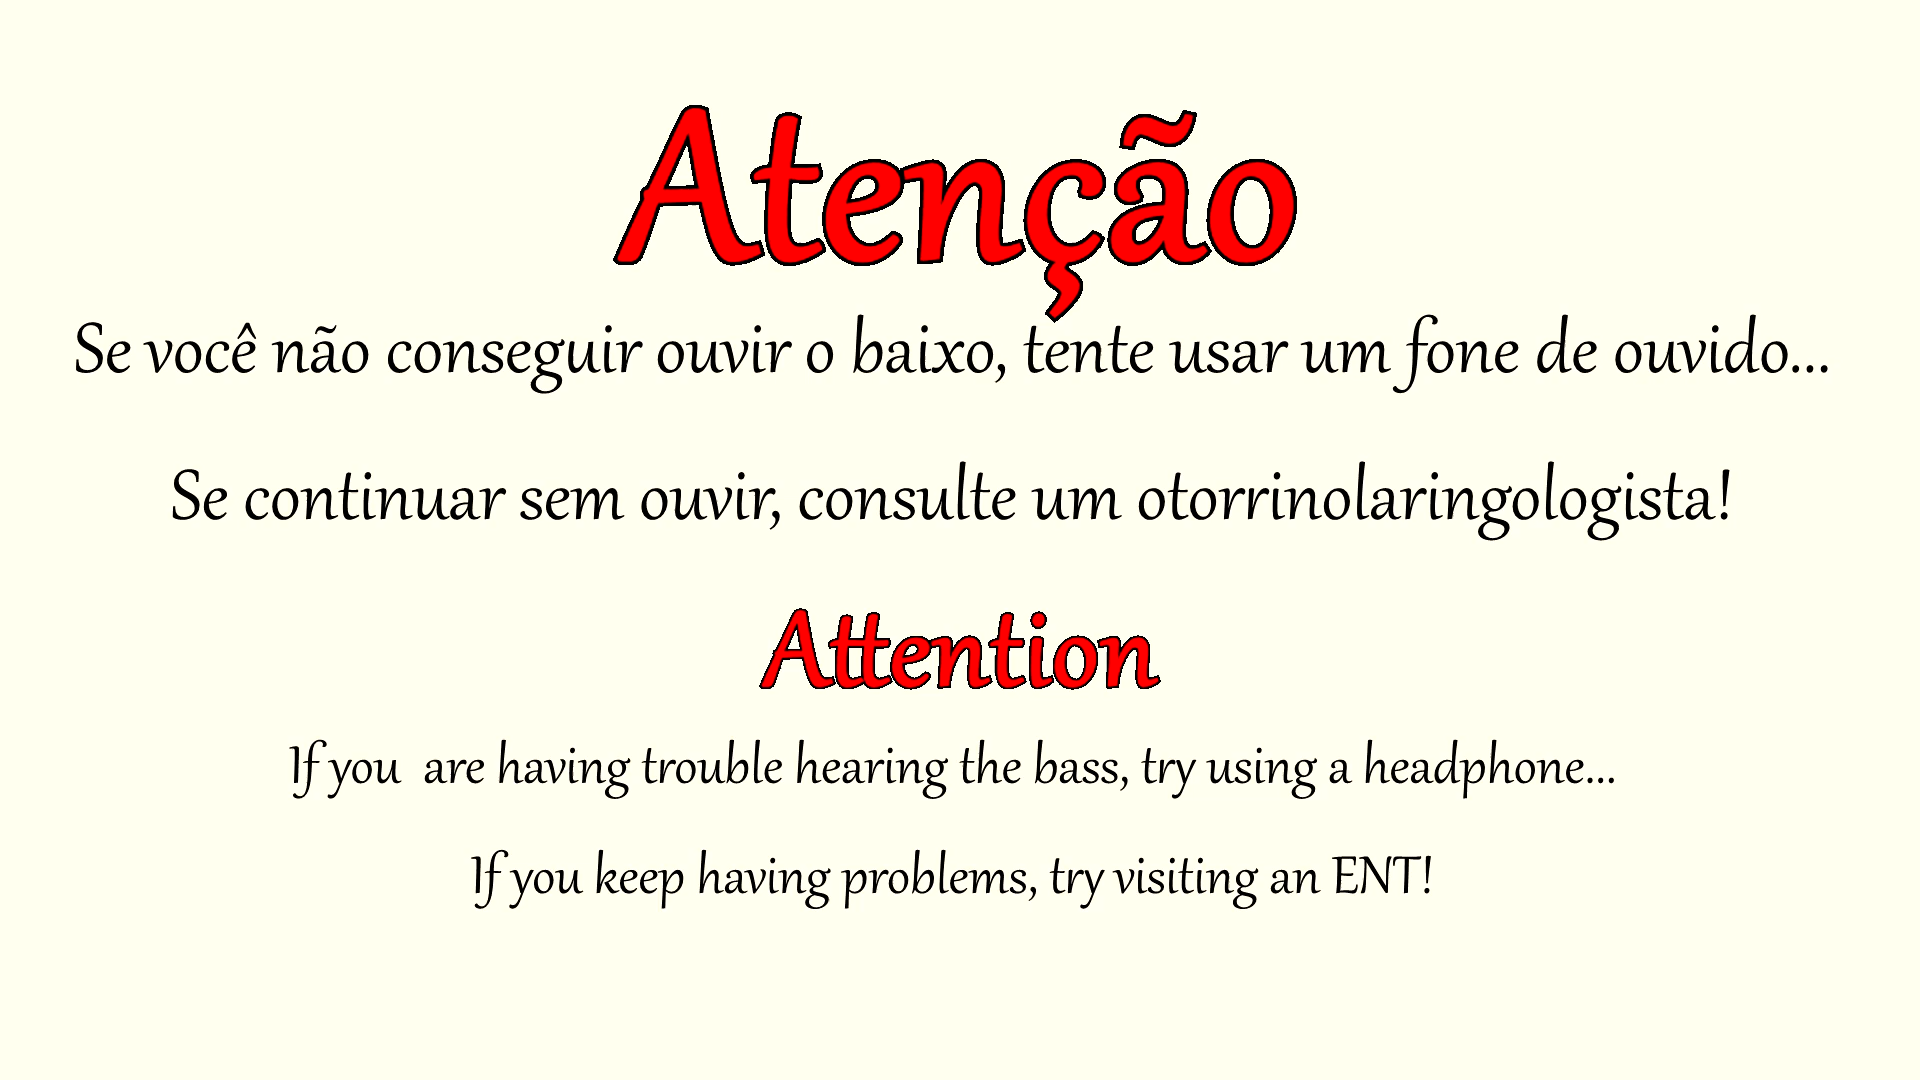 Atenção
Se você não conseguir ouvir o baixo, tente usar um fone de ouvido...
Se continuar sem ouvir, consulte um otorrinolaringologista!
Attention
If you  are having trouble hearing the bass, try using a headphone...
If you keep having problems, try visiting an ENT!